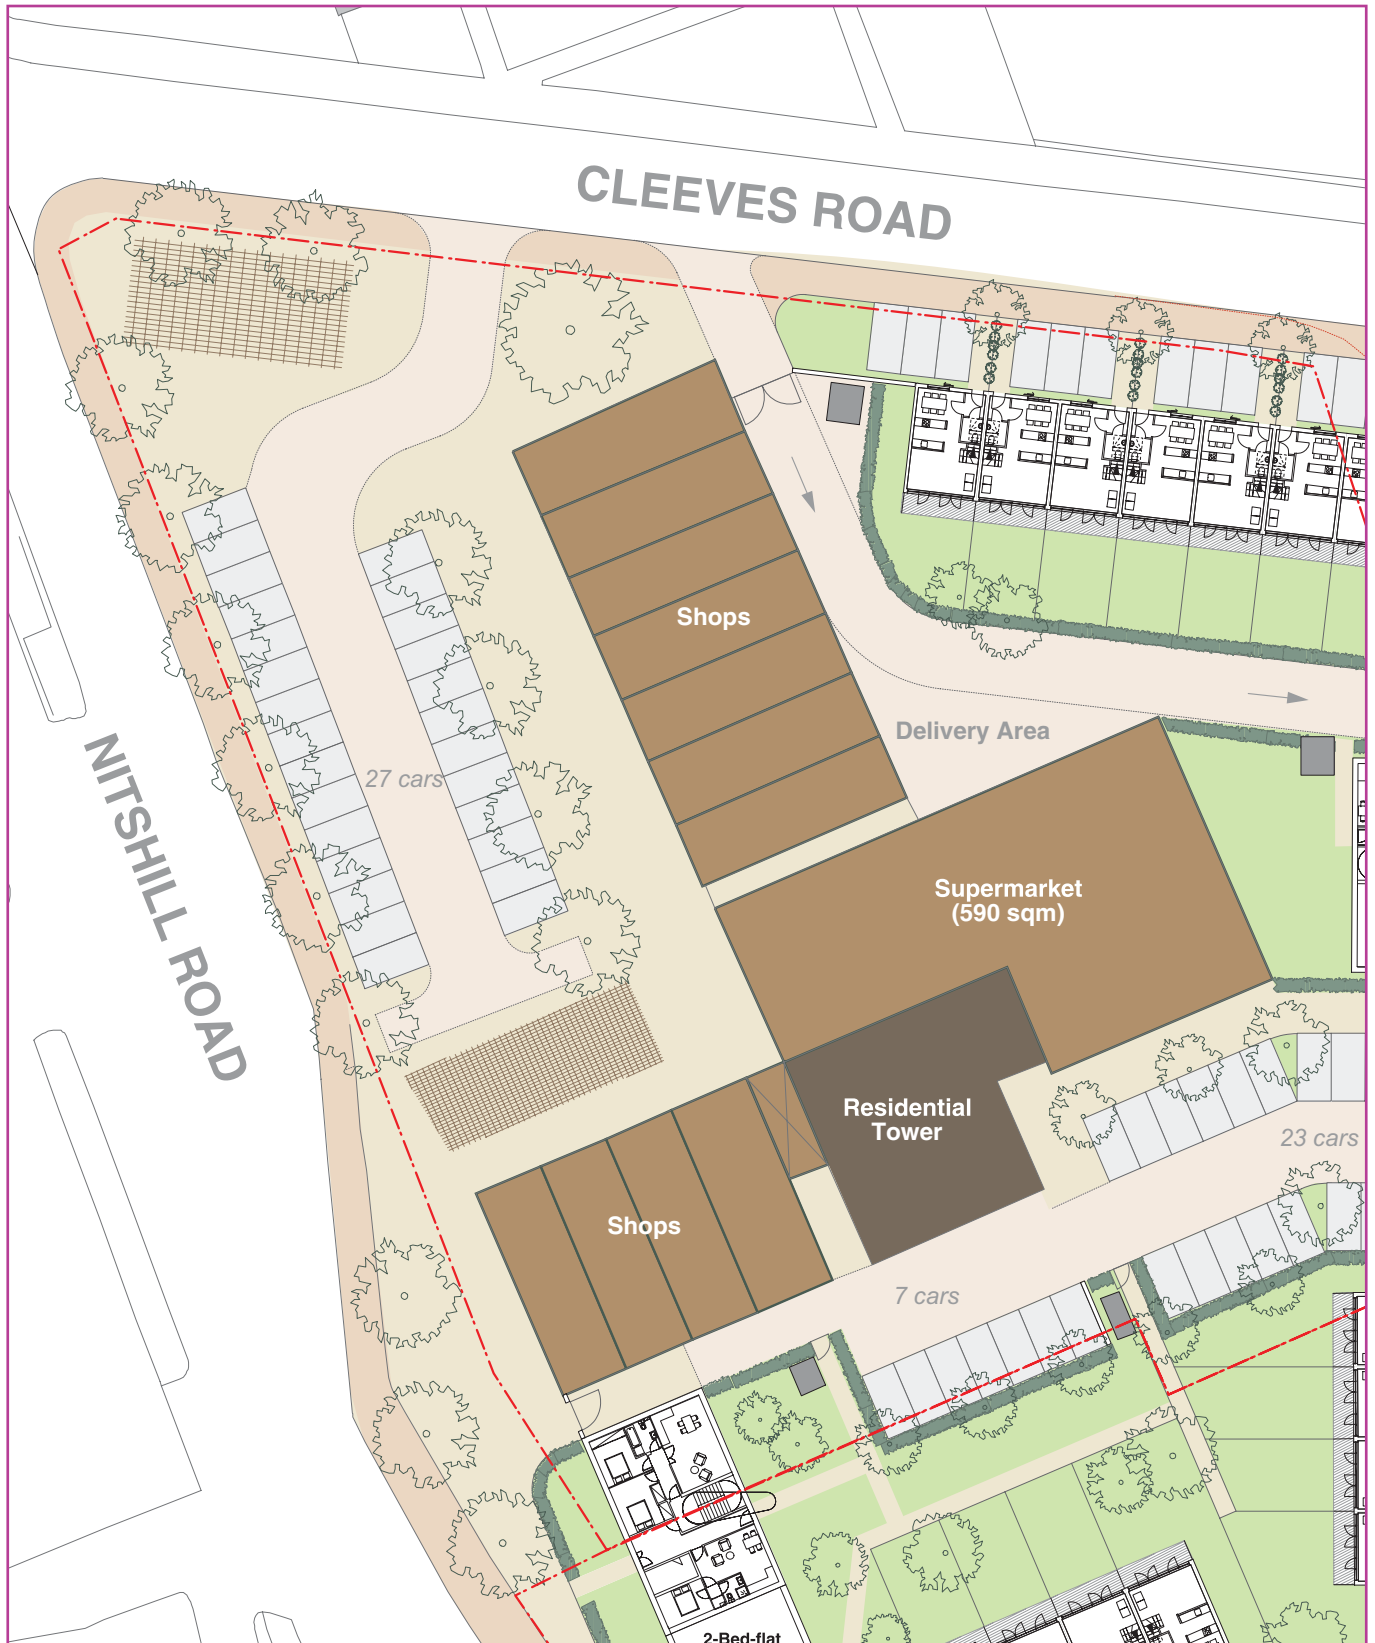 CLEEVES ROAD
Shops
Delivery Area
27 cars
NITSHILL ROAD
Supermarket
(590 sqm)
Residential
Tower
23 cars
Shops
7 cars
2-Bed-flat